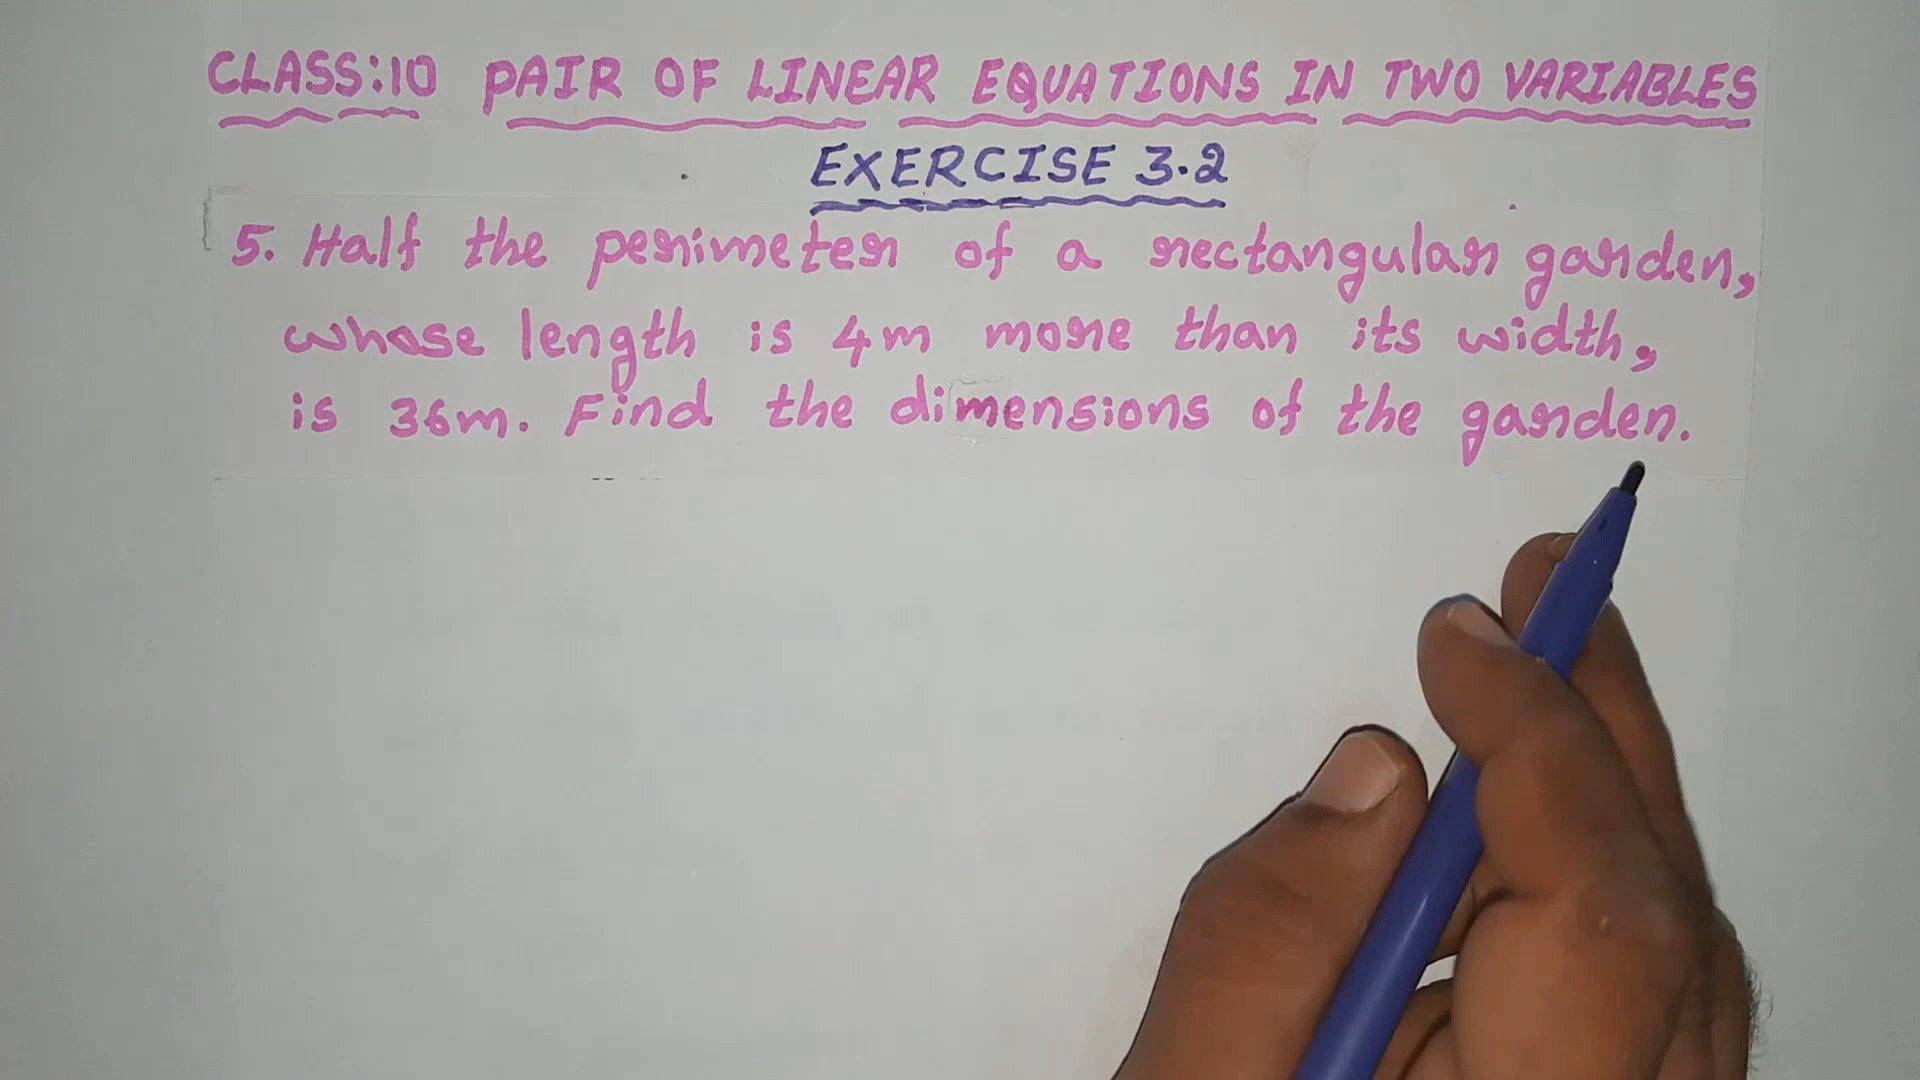 CLASS:10 PAIR OF LINEAR EQUATIONS IN TWO VARIABLES
EXERCISE 3.2
5. Half the perimeter of a rectangular garden,
whose length is 4m more than its width,
is 36m. Find the dimensions of the garden.